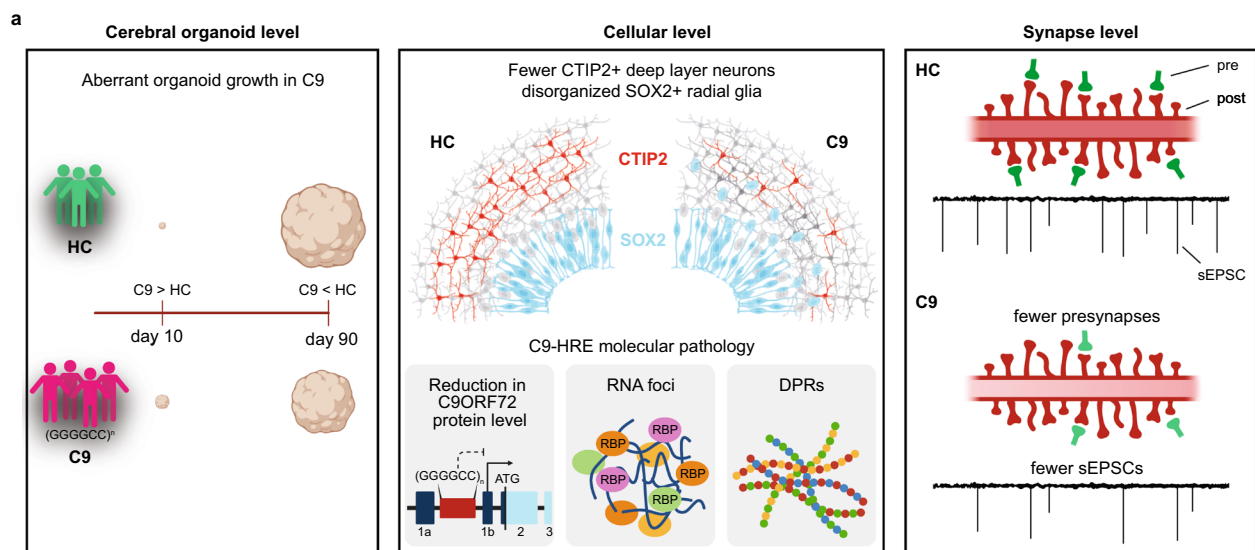 a
Cerebral organoid level
Aberrant organoid growth in C9
HC
C9 > HC
C9 < HC
day 10
day 90
(GGGGCC)ⁿ
C9
Cellular level
Fewer CTIP2+ deep layer neurons
disorganized SOX2+ radial glia
HC
C9
CTIP2
SOX2
C9-HRE molecular pathology
Reduction in
C9ORF72
protein level
(GGGGCC)ₙ
ATG
1a
1b
2
3
RNA foci
RBP
RBP
RBP
RBP
RBP
DPRs
Synapse level
HC
pre
post
sEPSC
C9
fewer presynapses
fewer sEPSCs